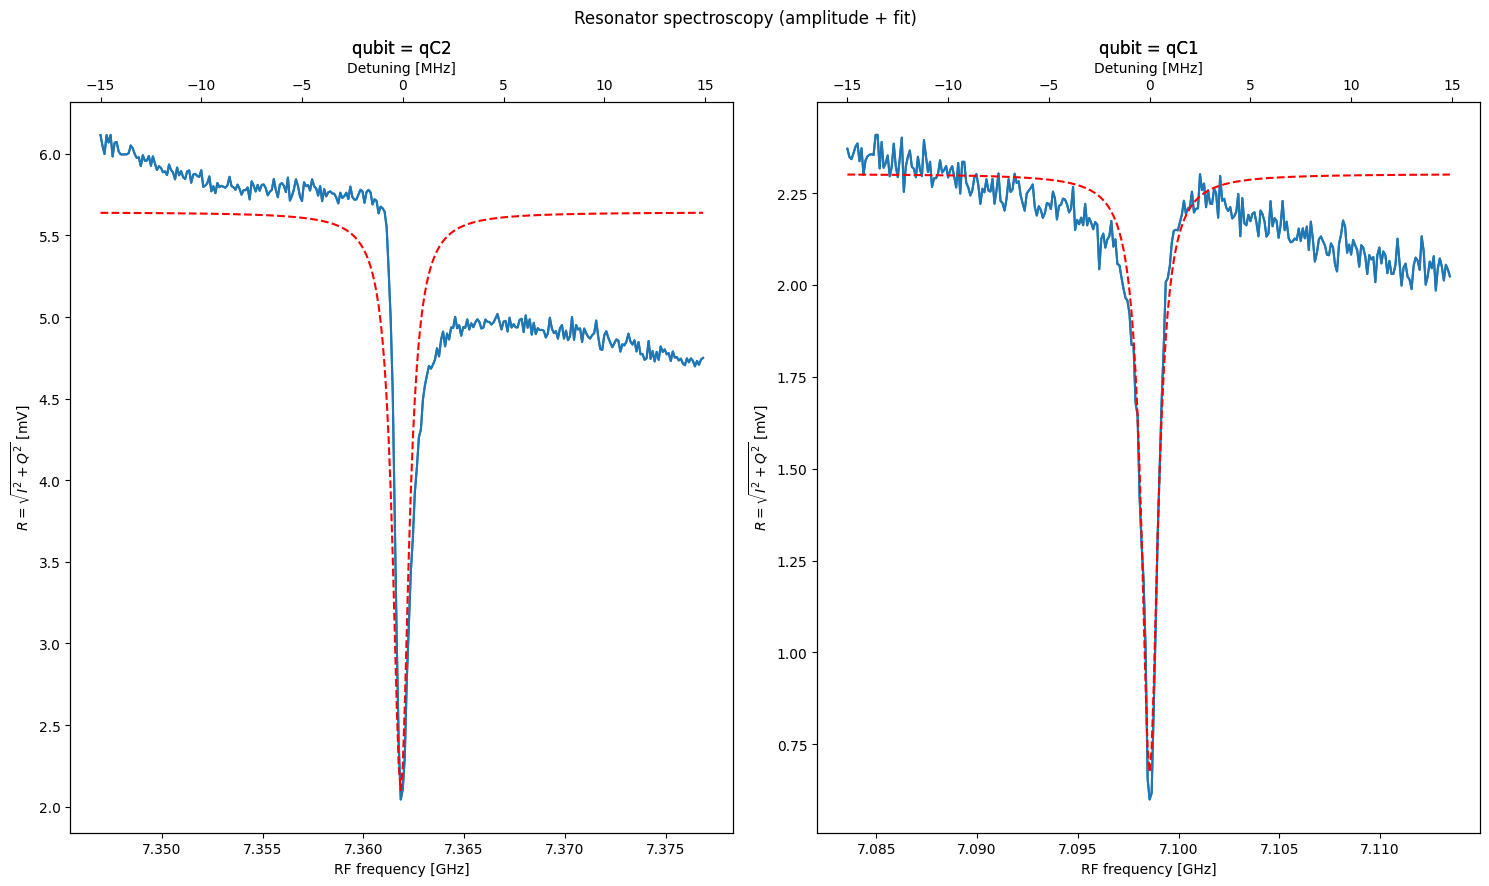 Resonator spectroscopy (amplitude + fit)
qubit = qC2
Detuning [MHz]
−15 −10 −5 0 5 10 15
6.0
5.5
5.0
4.5
4.0
3.5
3.0
2.5
2.0
R = √I² + Q² [mV]
7.350 7.355 7.360 7.365 7.370 7.375
RF frequency [GHz]
qubit = qC1
Detuning [MHz]
−15 −10 −5 0 5 10 15
2.25
2.00
1.75
1.50
1.25
1.00
0.75
R = √I² + Q² [mV]
7.085 7.090 7.095 7.100 7.105 7.110
RF frequency [GHz]